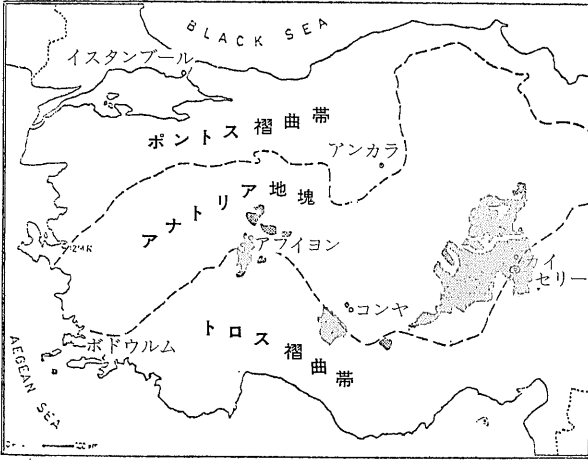 BLACK SEA
イスタンブール
ポントス褶曲帯
アンカラ
アナトリア地塊
アフイヨン
カイ
セリー
コンヤ
トロス褶曲帯
ボドウルム
AEGEAN SEA